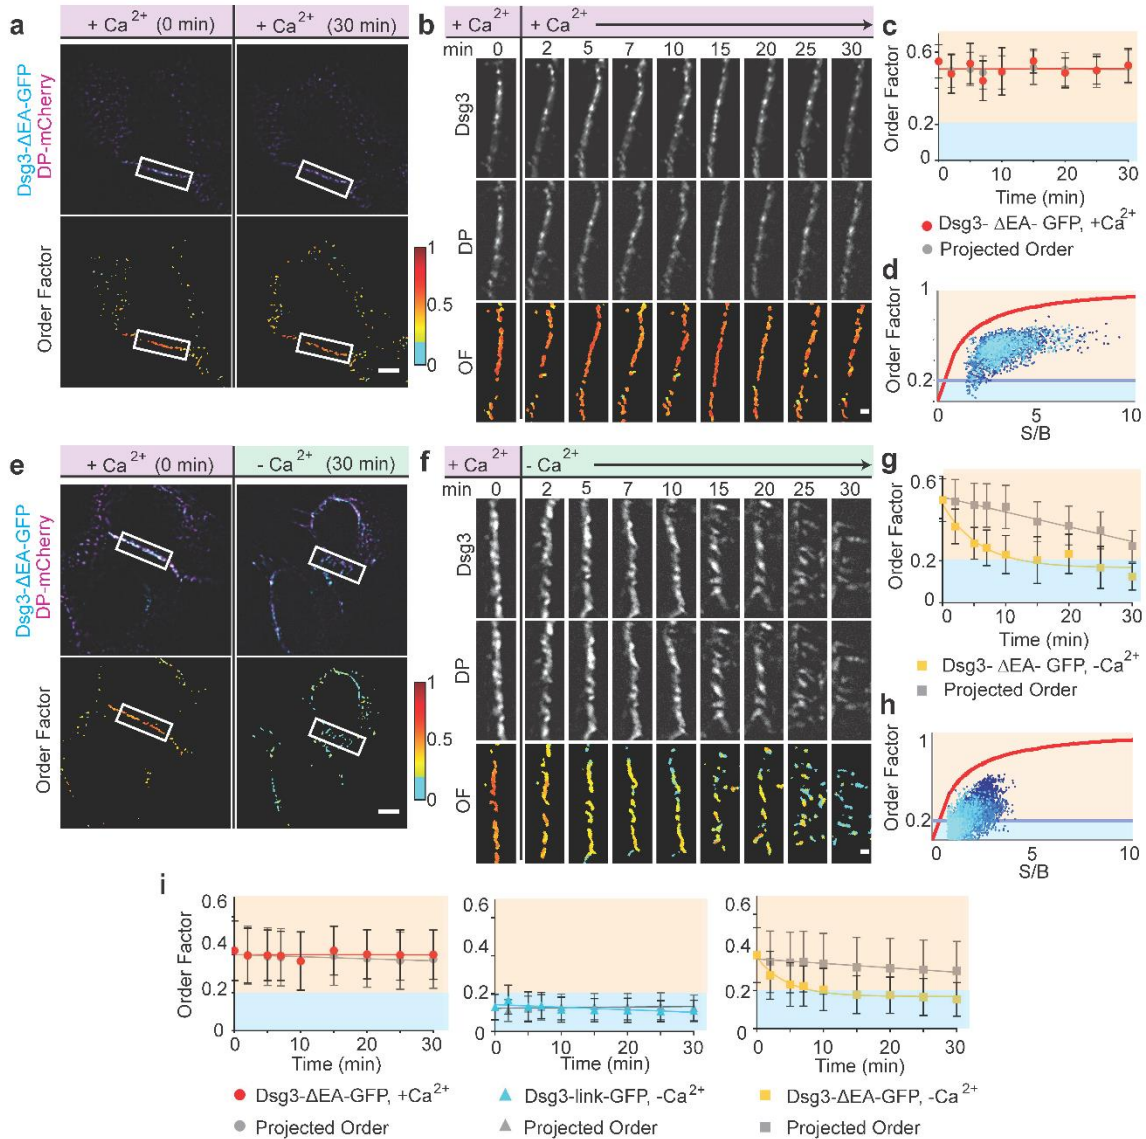 a
+ Ca2+ (0 min)
+ Ca2+ (30 min)
Dsg3-ΔEA-GFP
DP-mCherry
Order Factor
1
0.5
0
b
+ Ca2+
+ Ca2+
min 0 2 5 7 10 15 20 25 30
Dsg3
DP
OF
c
Order Factor
0.6
0.2
0
0 10 20 30
Time (min)
Dsg3- ΔEA- GFP, +Ca2+
Projected Order
d
Order Factor
1
0.2
0 5 10
S/B
e
+ Ca2+ (0 min)
- Ca2+ (30 min)
Dsg3-ΔEA-GFP
DP-mCherry
Order Factor
1
0.5
0
f
+ Ca2+
- Ca2+
min 0 2 5 7 10 15 20 25 30
Dsg3
DP
OF
g
Order Factor
0.6
0.4
0.2
0
0 10 20 30
Time (min)
Dsg3- ΔEA- GFP, -Ca2+
Projected Order
h
Order Factor
1
0.2
0 5 10
S/B
i
Order Factor
0.6
0.4
0.2
0
0 10 20 30
Time (min)
Dsg3-ΔEA-GFP, +Ca2+
Projected Order
0.6
0.4
0.2
0
0 10 20 30
Time (min)
Dsg3-link-GFP, -Ca2+
Projected Order
0.6
0.4
0.2
0
0 10 20 30
Time (min)
Dsg3-ΔEA-GFP, -Ca2+
Projected Order